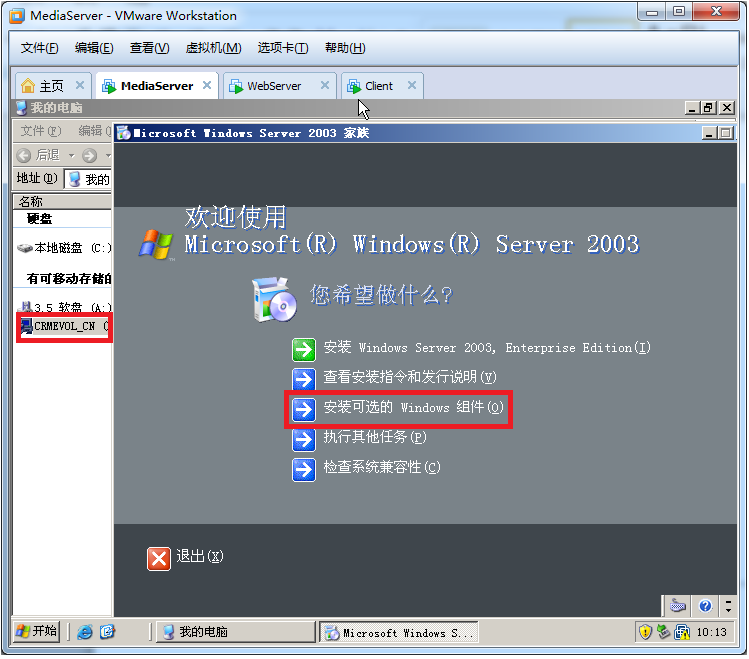 MediaServer - VMware Workstation
文件(F) 编辑(E) 查看(V) 虚拟机(M) 选项卡(T) 帮助(H)
主页 MediaServer WebServer Client
我的电脑
文件(F) 编辑(
Microsoft Windows Server 2003 家族
后退
地址(D) 我的
名称
硬盘
本地磁盘 (C:)
有可移动存储的
3.5 软盘 (A:)
CRMEVOL_CN (
欢迎使用
Microsoft(R) Windows(R) Server 2003
您希望做什么?
安装 Windows Server 2003, Enterprise Edition(I)
查看安装指令和发行说明(V)
安装可选的 Windows 组件(O)
执行其他任务(P)
检查系统兼容性(C)
退出(X)
开始 我的电脑 Microsoft Windows S... 10:13